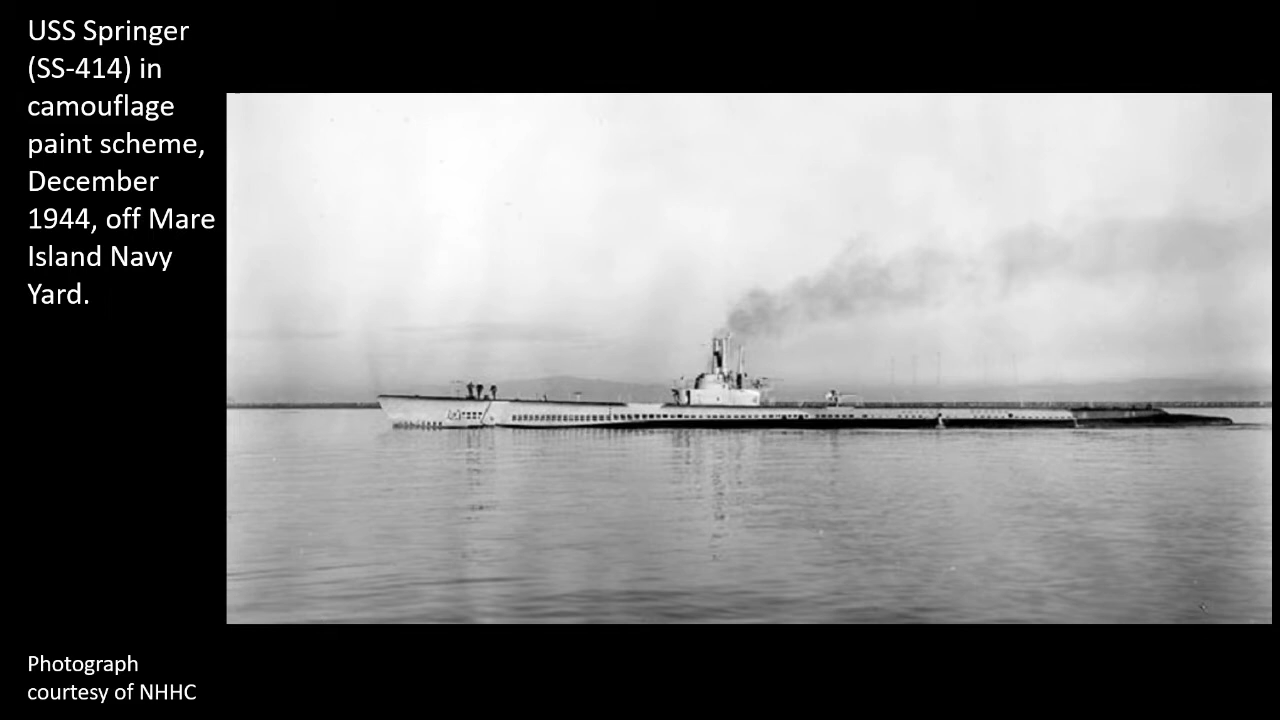 USS Springer
(SS-414) in
camouflage
paint scheme,
December
1944, off Mare
Island Navy
Yard.
Photograph
courtesy of NHHC